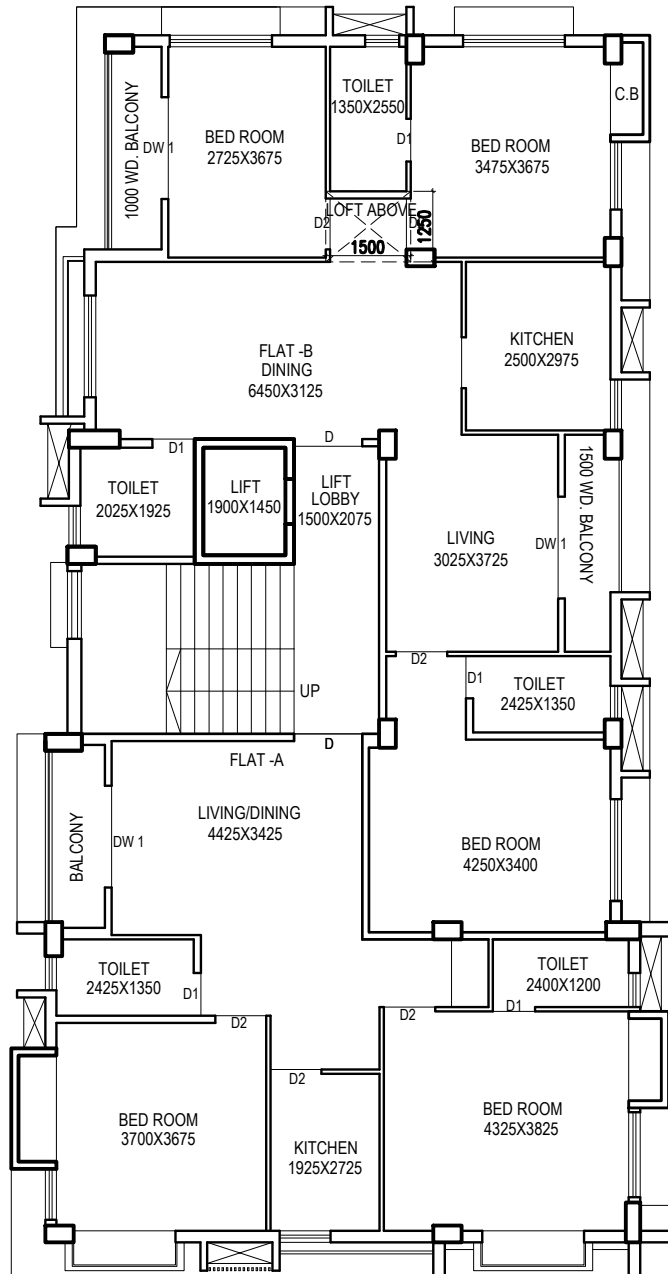 TOILET
1350X2550
C.B
BED ROOM
2725X3675
DW 1
1000 WD. BALCONY
D1
BED ROOM
3475X3675
LOFT ABOVE
D2
1500
1250
KITCHEN
2500X2975
FLAT -B
DINING
6450X3125
D1
D
TOILET
2025X1925
LIFT
1900X1450
LIFT
LOBBY
1500X2075
LIVING
3025X3725
DW 1
1500 WD. BALCONY
D2
D1
TOILET
2425X1350
UP
D
FLAT -A
LIVING/DINING
4425X3425
DW 1
BALCONY
BED ROOM
4250X3400
TOILET
2425X1350
D1
TOILET
2400X1200
D1
D2
D2
D2
BED ROOM
3700X3675
KITCHEN
1925X2725
BED ROOM
4325X3825